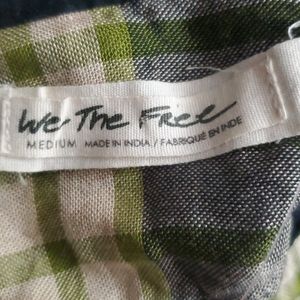 We The Free
MEDIUM MADE IN INDIA / FABRIQUÉ EN INDE